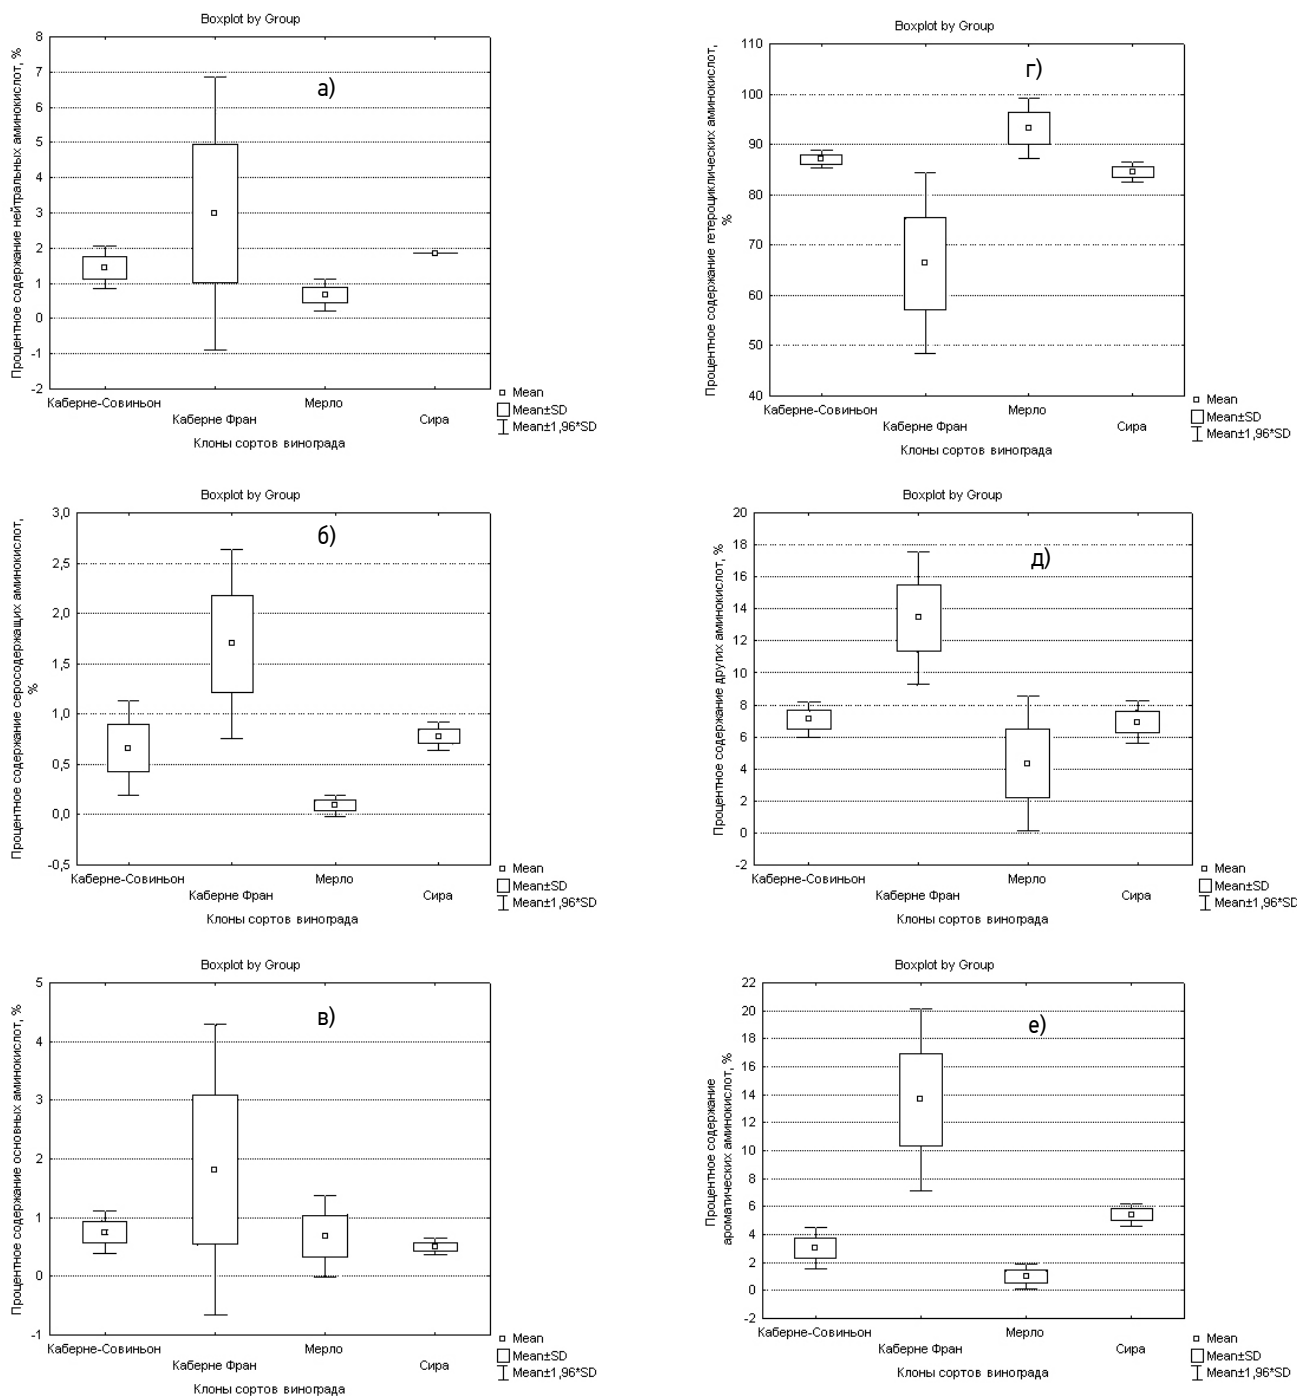 Boxplot by Group
Процентное содержание нейтральных аминокислот, %
8
7
6
5
4
3
2
1
0
-1
-2
а)
Каберне-Совиньон
Каберне Фран
Мерло
Сира
Клоны сортов винограда
Mean
Mean±SD
Mean±1,96*SD
Boxplot by Group
Процентное содержание гетероциклических аминокислот,
%
110
100
90
80
70
60
50
40
г)
Каберне-Совиньон
Каберне Фран
Мерло
Сира
Клоны сортов винограда
Mean
Mean±SD
Mean±1,96*SD
Boxplot by Group
Процентное содержание серосодержащих аминокислот,
%
3,0
2,5
2,0
1,5
1,0
0,5
0,0
-0,5
б)
Каберне-Совиньон
Каберне Фран
Мерло
Сира
Клоны сортов винограда
Mean
Mean±SD
Mean±1,96*SD
Boxplot by Group
Процентное содержание других аминокислот, %
20
18
16
14
12
10
8
6
4
2
0
-2
д)
Каберне-Совиньон
Каберне Фран
Мерло
Сира
Клоны сортов винограда
Mean
Mean±SD
Mean±1,96*SD
Boxplot by Group
Процентное содержание основных аминокислот, %
5
4
3
2
1
0
-1
в)
Каберне-Совиньон
Каберне Фран
Мерло
Сира
Клоны сортов винограда
Mean
Mean±SD
Mean±1,96*SD
Boxplot by Group
Процентное содержание
ароматических аминокислот, %
22
20
18
16
14
12
10
8
6
4
2
0
-2
е)
Каберне-Совиньон
Каберне Фран
Мерло
Сира
Клоны сортов винограда
Mean
Mean±SD
Mean±1,96*SD